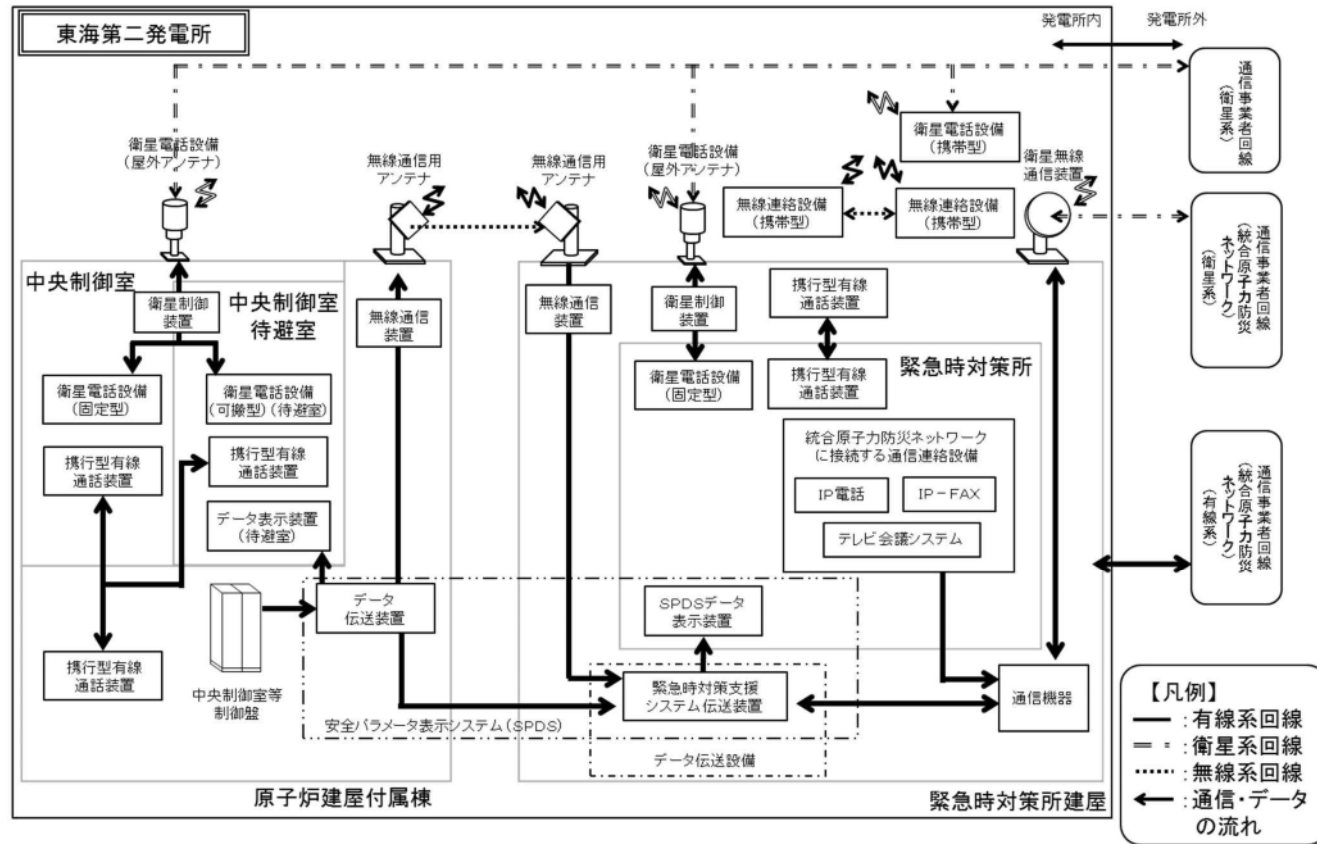 東海第二発電所
発電所内
発電所外
通信事業者回線
(衛星系)
衛星電話設備
(屋外アンテナ)
無線通信用
アンテナ
無線通信用
アンテナ
衛星電話設備
(屋外アンテナ)
衛星電話設備
(携帯型)
無線連絡設備
(携帯型)
無線連絡設備
(携帯型)
衛星無線
通信装置
通信事業者回線
(統合原子力防災
ネットワーク)
(衛星系)
中央制御室
衛星制御
装置
中央制御室
待避室
無線通信
装置
無線通信
装置
衛星制御
装置
携行型有線
通話装置
緊急時対策所
衛星電話設備
(固定型)
衛星電話設備
(可搬型)(待避室)
衛星電話設備
(固定型)
携行型有線
通話装置
携行型有線
通話装置
携行型有線
通話装置
統合原子力防災ネットワーク
に接続する通信連絡設備
IP電話
IP-FAX
テレビ会議システム
通信事業者回線
(統合原子力防災
ネットワーク)
(有線系)
データ表示装置
(待避室)
データ
伝送装置
SPDSデータ
表示装置
携行型有線
通話装置
中央制御室等
制御盤
緊急時対策支援
システム伝送装置
通信機器
安全パラメータ表示システム(SPDS)
データ伝送設備
原子炉建屋付属棟
緊急時対策所建屋
【凡例】
:有線系回線
:衛星系回線
:無線系回線
:通信・データ
の流れ